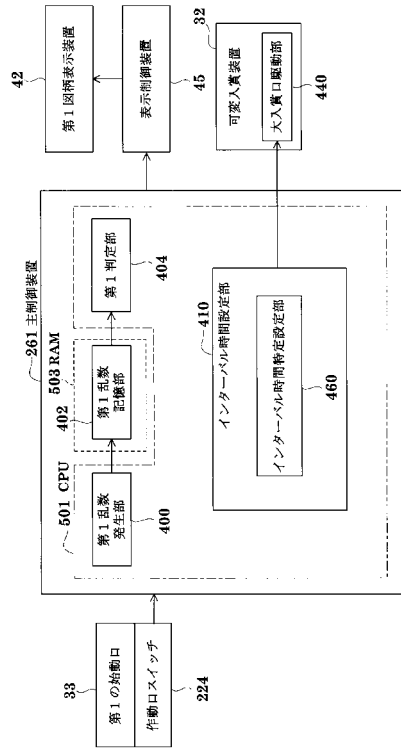 33
第１の始動口
作動口スイッチ
224
261 主制御装置
501 CPU
第１乱数
発生部
400
503 RAM
402
第１乱数
記憶部
第１判定部
404
410
インターバル時間設定部
インターバル時間特定設定部
460
42
第１図柄表示装置
表示制御装置
45
32
可変入賞装置
大入賞口駆動部
440